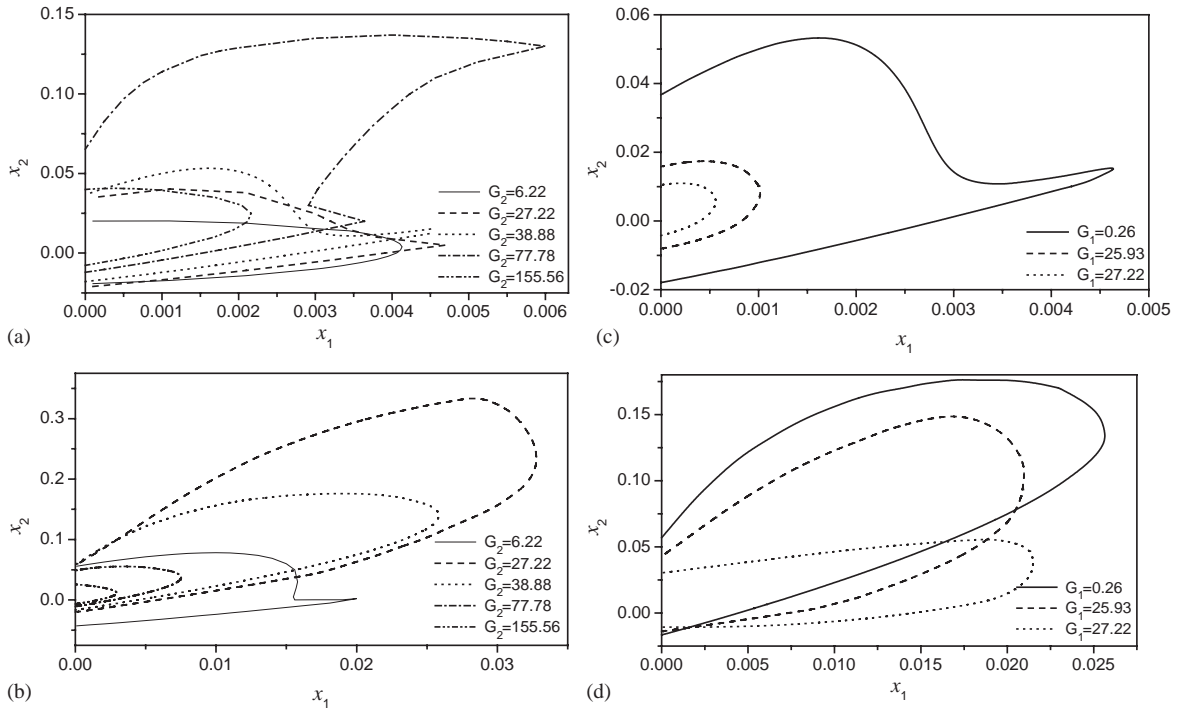 0.15
0.10
0.05
0.00
x2
G2=6.22
G2=27.22
G2=38.88
G2=77.78
G2=155.56
0.000 0.001 0.002 0.003 0.004 0.005 0.006
(a)
x1
0.06
0.04
0.02
0.00
-0.02
x2
G1=0.26
G1=25.93
G1=27.22
0.000 0.001 0.002 0.003 0.004 0.005
(c)
x1
0.3
0.2
0.1
0.0
x2
G2=6.22
G2=27.22
G2=38.88
G2=77.78
G2=155.56
0.00 0.01 0.02 0.03
(b)
x1
0.15
0.10
0.05
0.00
x2
G1=0.26
G1=25.93
G1=27.22
0.000 0.005 0.010 0.015 0.020 0.025
(d)
x1